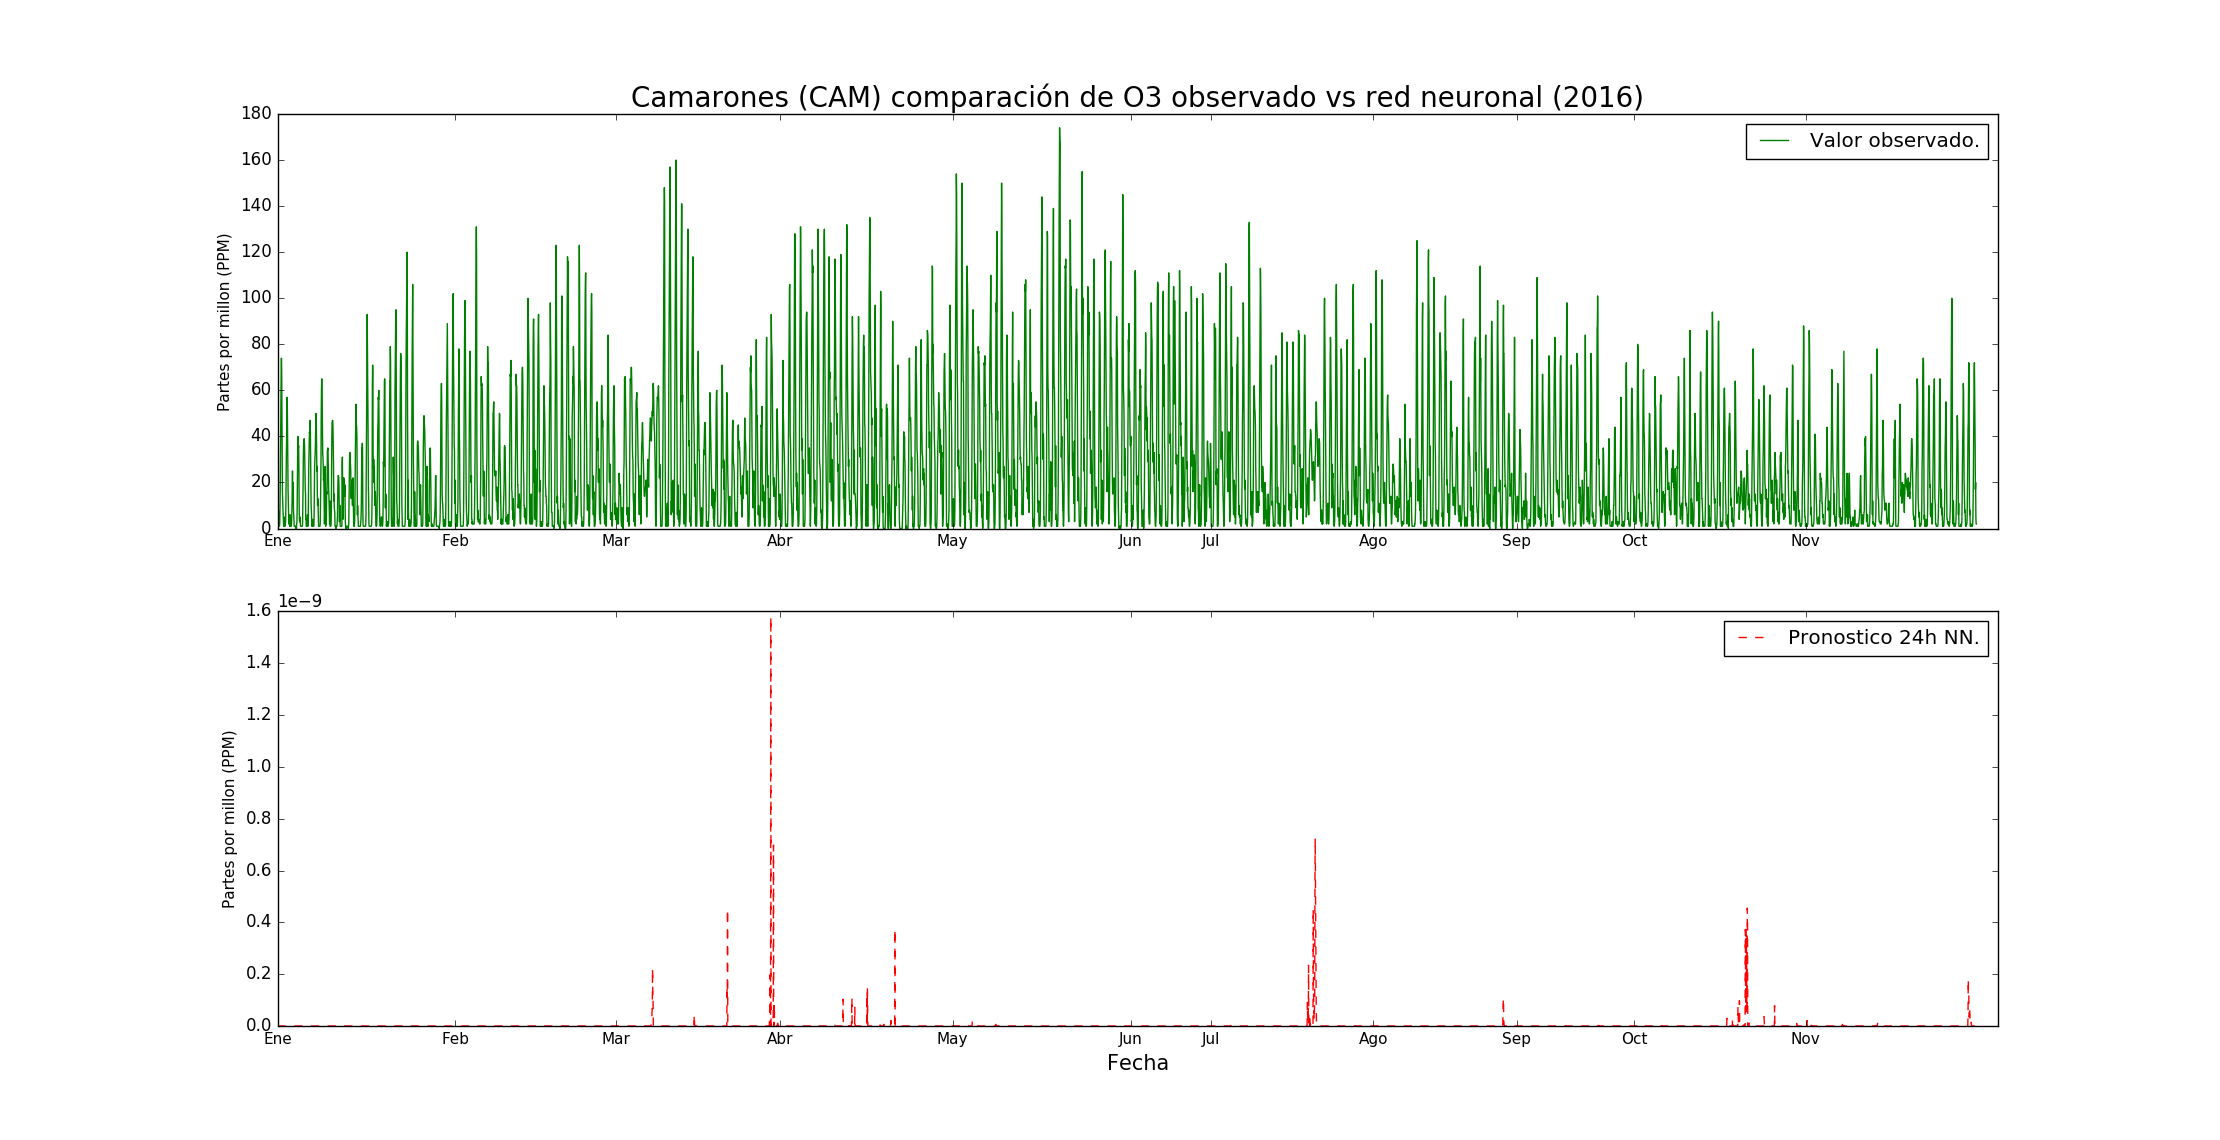 Camarones (CAM) comparación de O3 observado vs red neuronal (2016)
180
160
140
120
100
80
60
40
20
0
Partes por millon (PPM)
Valor observado.
Ene Feb Mar Abr May Jun Jul Ago Sep Oct Nov
1e−9
1.6
1.4
1.2
1.0
0.8
0.6
0.4
0.2
0.0
Partes por millon (PPM)
Pronostico 24h NN.
Ene Feb Mar Abr May Jun Jul Ago Sep Oct Nov
Fecha